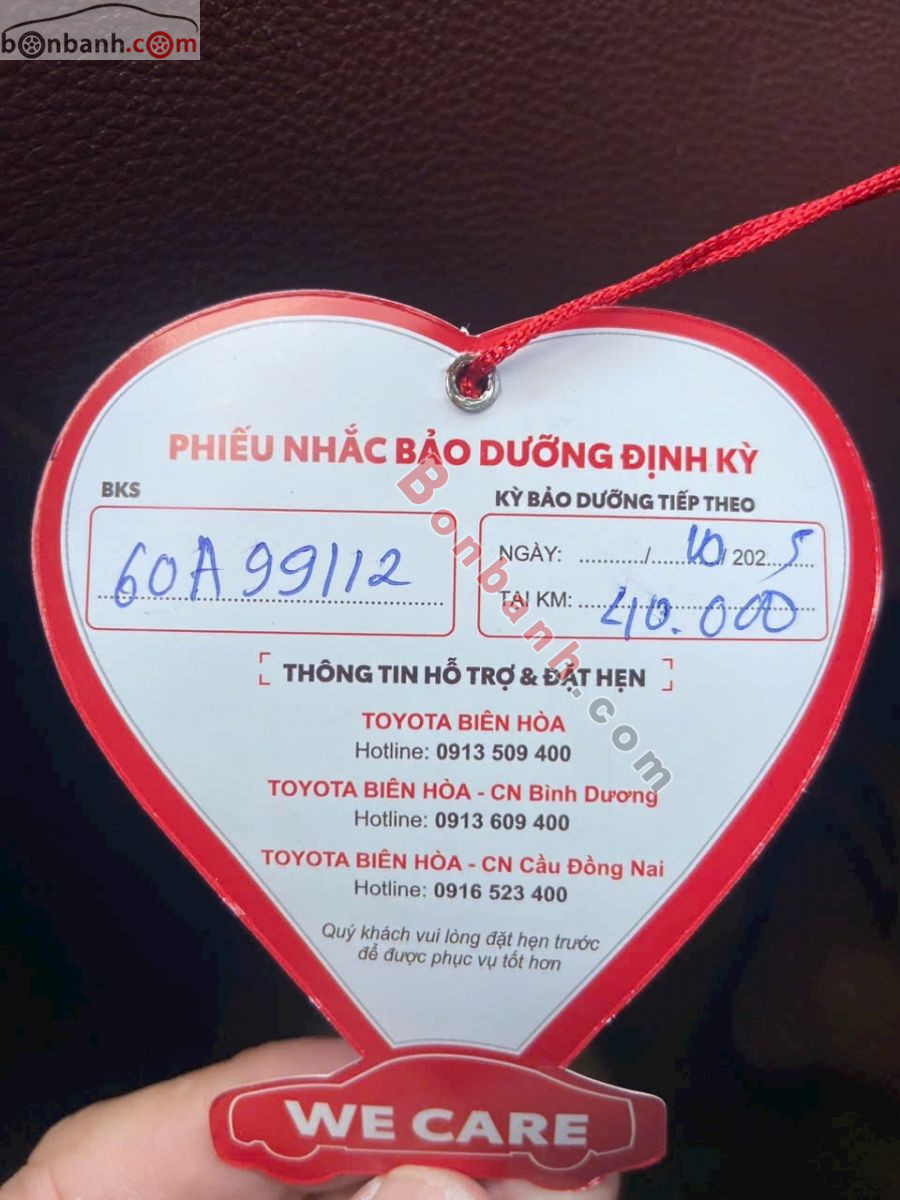 bonbanh.com
PHIẾU NHẮC BẢO DƯỠNG ĐỊNH KỲ
BKS
60A 99112
KỲ BẢO DƯỠNG TIẾP THEO
NGÀY: .........../...10/ 2025
TẠI KM: ...40.000
THÔNG TIN HỖ TRỢ & ĐẶT HẸN
TOYOTA BIÊN HÒA
Hotline: 0913 509 400
TOYOTA BIÊN HÒA - CN Bình Dương
Hotline: 0913 609 400
TOYOTA BIÊN HÒA - CN Cầu Đồng Nai
Hotline: 0916 523 400
Quý khách vui lòng đặt hẹn trước
để được phục vụ tốt hơn
WE CARE
Bonbanh.com